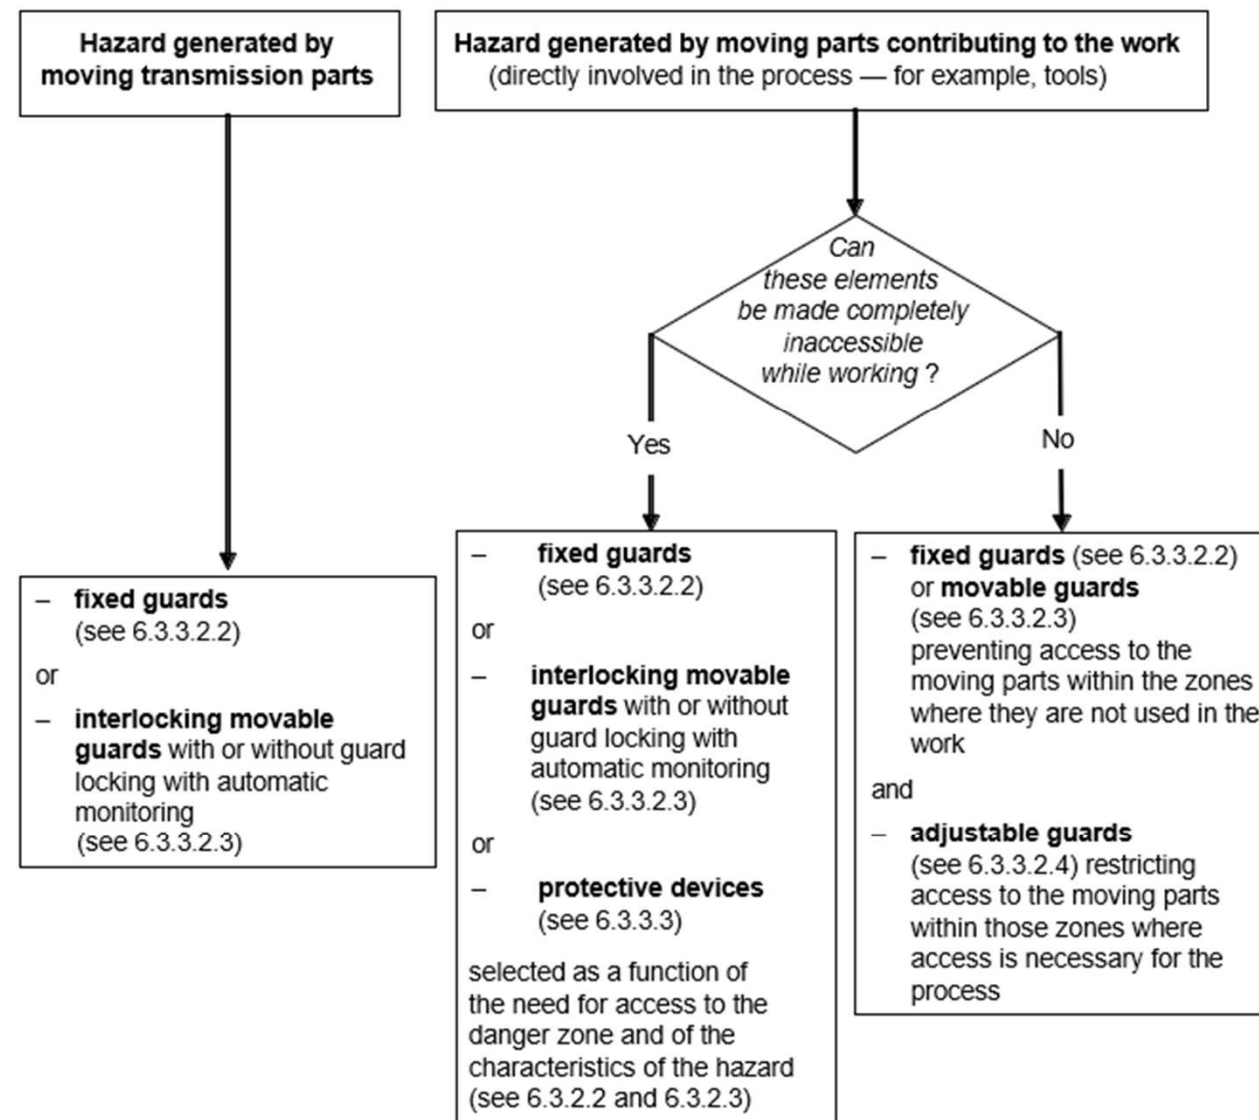 Hazard generated by
moving transmission parts
Hazard generated by moving parts contributing to the work
(directly involved in the process — for example, tools)
Can
these elements
be made completely
inaccessible
while working ?
Yes
No
– fixed guards
(see 6.3.3.2.2)
or
– interlocking movable
guards with or without guard
locking with automatic
monitoring
(see 6.3.3.2.3)
– fixed guards
(see 6.3.3.2.2)
or
– interlocking movable
guards with or without
guard locking with
automatic monitoring
(see 6.3.3.2.3)
or
– protective devices
(see 6.3.3.3)
selected as a function of
the need for access to the
danger zone and of the
characteristics of the hazard
(see 6.3.2.2 and 6.3.2.3)
– fixed guards (see 6.3.3.2.2)
or movable guards
(see 6.3.3.2.3)
preventing access to the
moving parts within the zones
where they are not used in the
work
and
– adjustable guards
(see 6.3.3.2.4) restricting
access to the moving parts
within those zones where
access is necessary for the
process